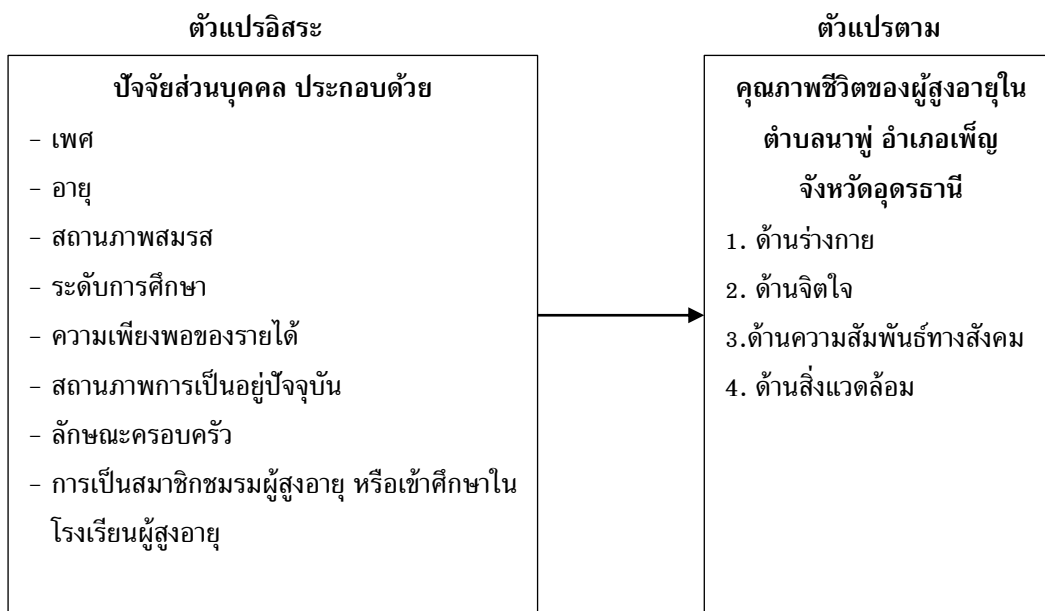 ตัวแปรอิสระ
ปัจจัยส่วนบุคคล ประกอบด้วย
- เพศ
- อายุ
- สถานภาพสมรส
- ระดับการศึกษา
- ความเพียงพอของรายได้
- สถานภาพการเป็นอยู่ปัจจุบัน
- ลักษณะครอบครัว
- การเป็นสมาชิกชมรมผู้สูงอายุ หรือเข้าศึกษาใน
โรงเรียนผู้สูงอายุ
ตัวแปรตาม
คุณภาพชีวิตของผู้สูงอายุใน
ตำบลนาพู่ อำเภอเพ็ญ
จังหวัดอุดรธานี
1. ด้านร่างกาย
2. ด้านจิตใจ
3.ด้านความสัมพันธ์ทางสังคม
4. ด้านสิ่งแวดล้อม